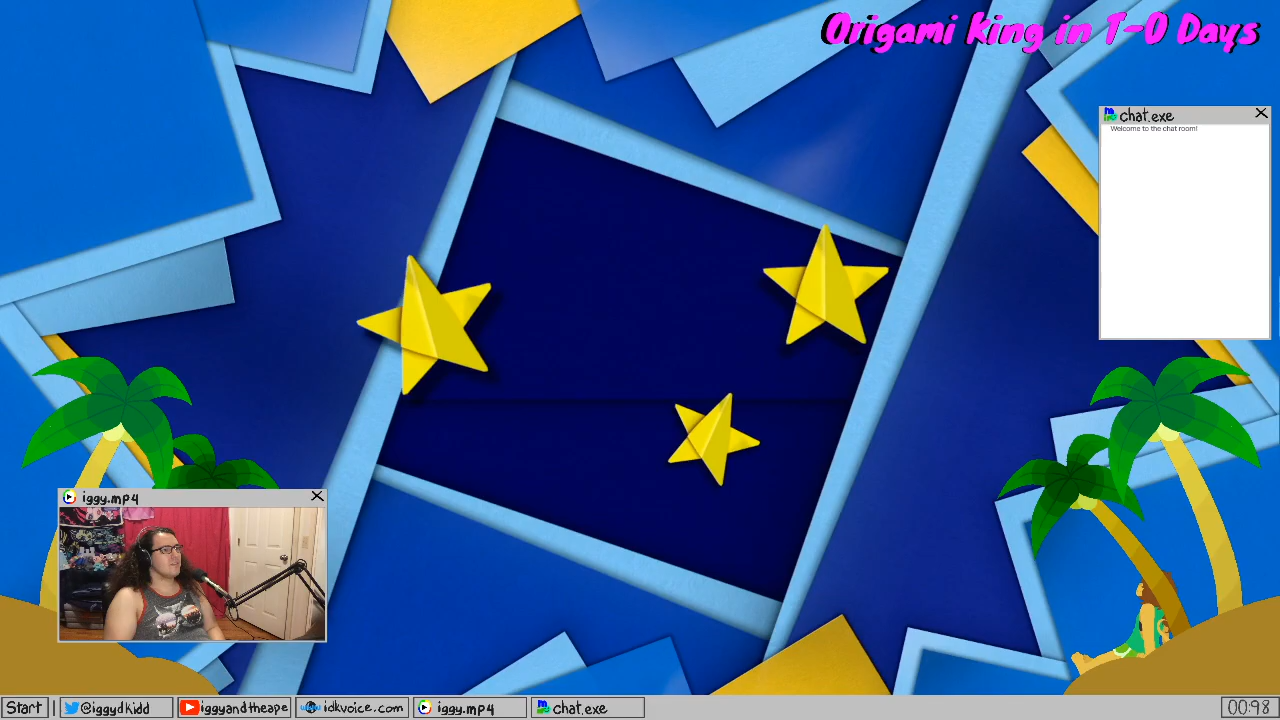 Origami King in T-0 Days
chat.exe
Welcome to the chat room!
iggy.mp4
Start
@iggydkidd
iggyandtheape
www
idkvoice.com
iggy.mp4
chat.exe
00:98